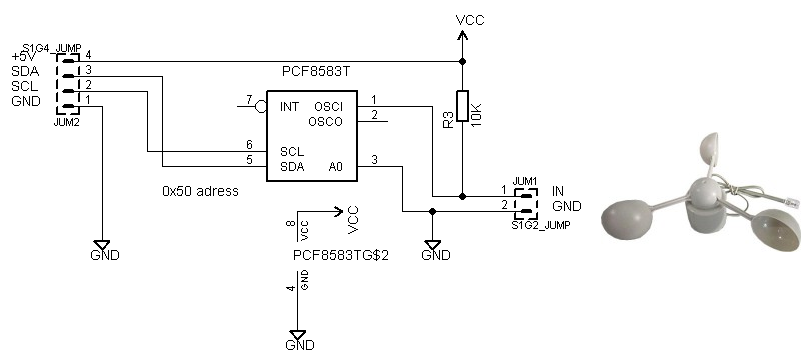 VCC
S1G4_JUMP
+5V
SDA
SCL
GND
4
3
2
1
JUM2
PCF8583T
7
INT
OSCI
1
OSCO
2
6
SCL
5
SDA
A0
3
R3
10K
0x50 adress
JUM1
1
IN
2
GND
S1G2_JUMP
8
VCC
VCC
PCF8583TG$2
GND
GND
4
GND
GND